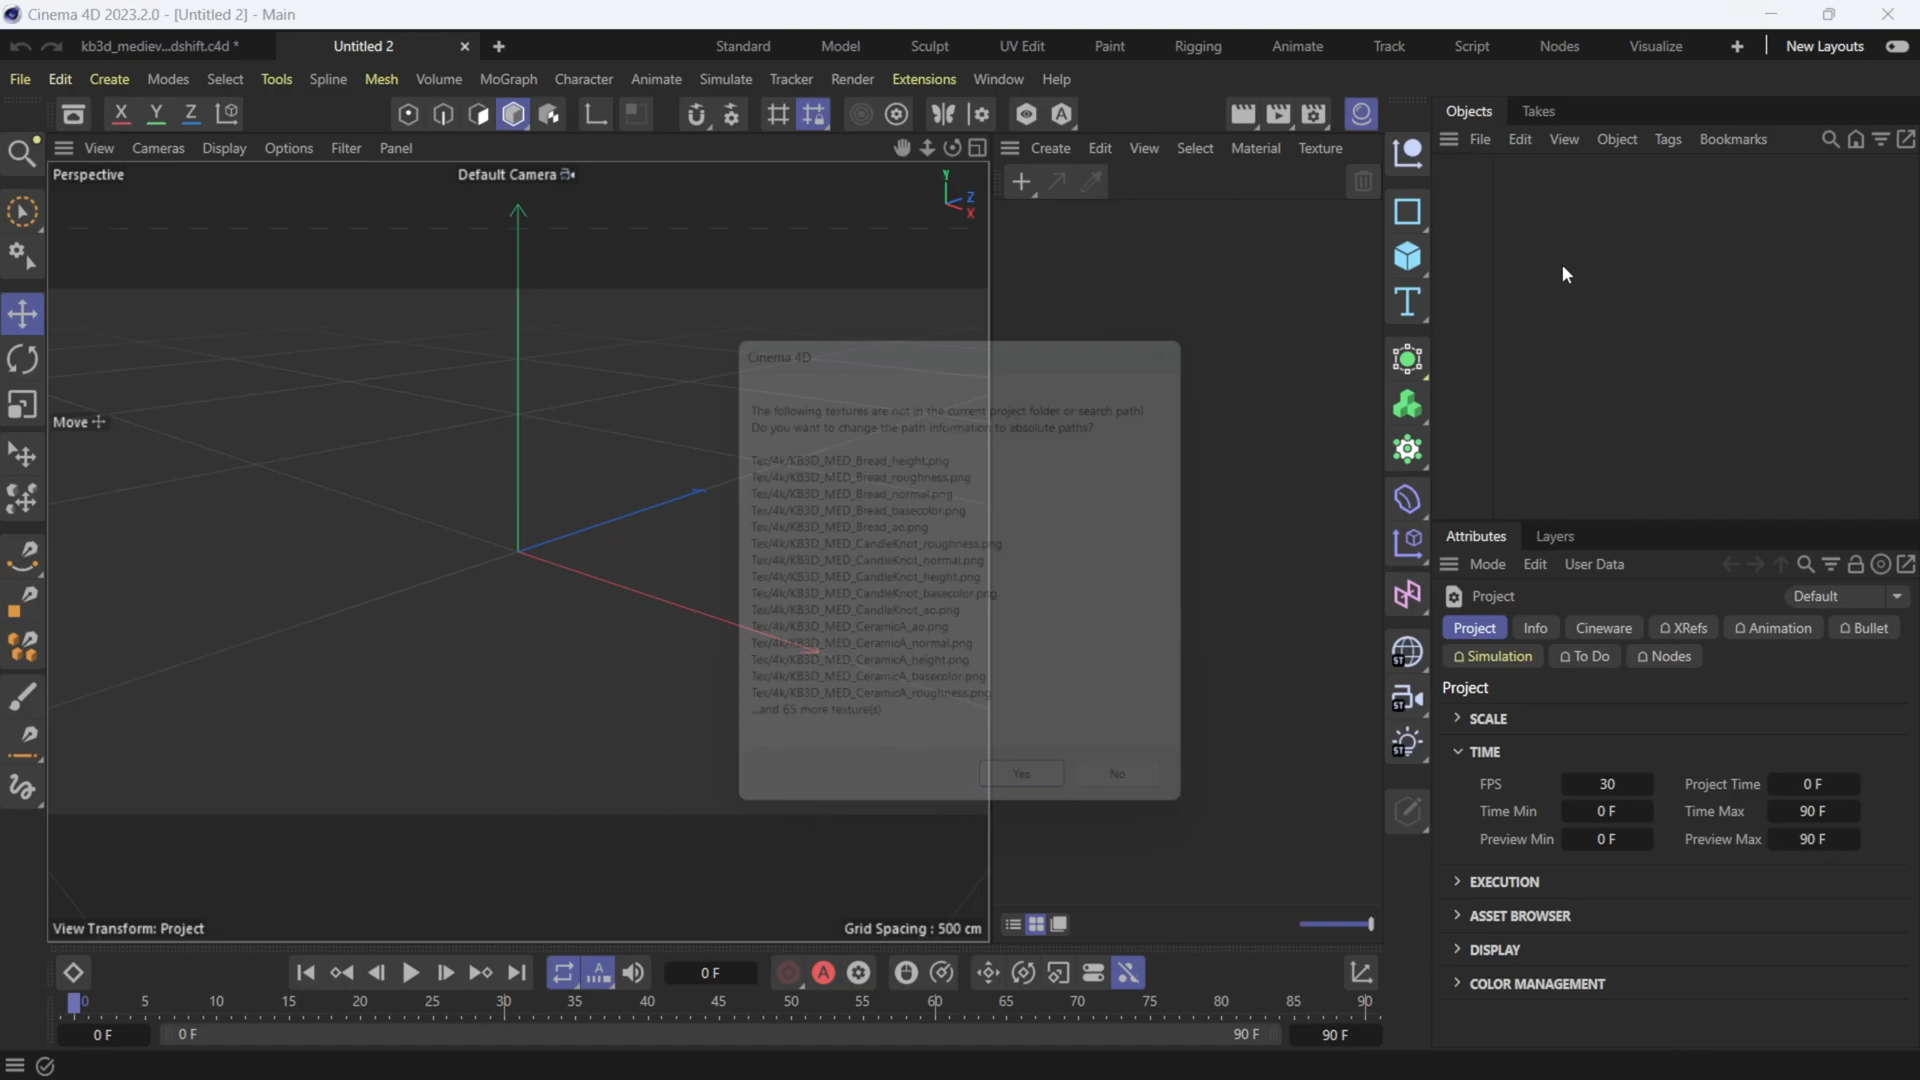 Cinema 4D 2023.2.0 - [Untitled 2] - Main
kb3d_mediev...dshift.c4d *
Untitled 2
Standard
Model
Sculpt
UV Edit
Paint
Rigging
Animate
Track
Script
Nodes
Visualize
New Layouts
File Edit Create Modes Select Tools Spline Mesh Volume MoGraph Character Animate Simulate Tracker Render Extensions Window Help
X Y Z
Objects Takes
File Edit View Object Tags Bookmarks
View Cameras Display Options Filter Panel
Create Edit View Select Material Texture
Perspective
Default Camera
Y
Z
X
Move
Cinema 4D
The following textures are not in the current project folder or search path!
Do you want to change the path information to absolute paths?
Tex/4k/KB3D_MED_Bread_height.png
Tex/4k/KB3D_MED_Bread_roughness.png
Tex/4k/KB3D_MED_Bread_normal.png
Tex/4k/KB3D_MED_Bread_basecolor.png
Tex/4k/KB3D_MED_Bread_ao.png
Tex/4k/KB3D_MED_CandleKnot_roughness.png
Tex/4k/KB3D_MED_CandleKnot_normal.png
Tex/4k/KB3D_MED_CandleKnot_height.png
Tex/4k/KB3D_MED_CandleKnot_basecolor.png
Tex/4k/KB3D_MED_CandleKnot_ao.png
Tex/4k/KB3D_MED_CeramicA_ao.png
Tex/4k/KB3D_MED_CeramicA_normal.png
Tex/4k/KB3D_MED_CeramicA_height.png
Tex/4k/KB3D_MED_CeramicA_basecolor.png
Tex/4k/KB3D_MED_CeramicA_roughness.png
...and 65 more texture(s)
Yes
No
View Transform: Project
Grid Spacing : 500 cm
ST
ST
ST
Attributes Layers
Mode Edit User Data
Project
Default
Project Info Cineware XRefs Animation Bullet
Simulation To Do Nodes
Project
SCALE
TIME
FPS 30 Project Time 0 F
Time Min 0 F Time Max 90 F
Preview Min 0 F Preview Max 90 F
EXECUTION
ASSET BROWSER
DISPLAY
COLOR MANAGEMENT
A
0 F
A
0 5 10 15 20 25 30 35 40 45 50 55 60 65 70 75 80 85 90
0 F
0 F
90 F
90 F